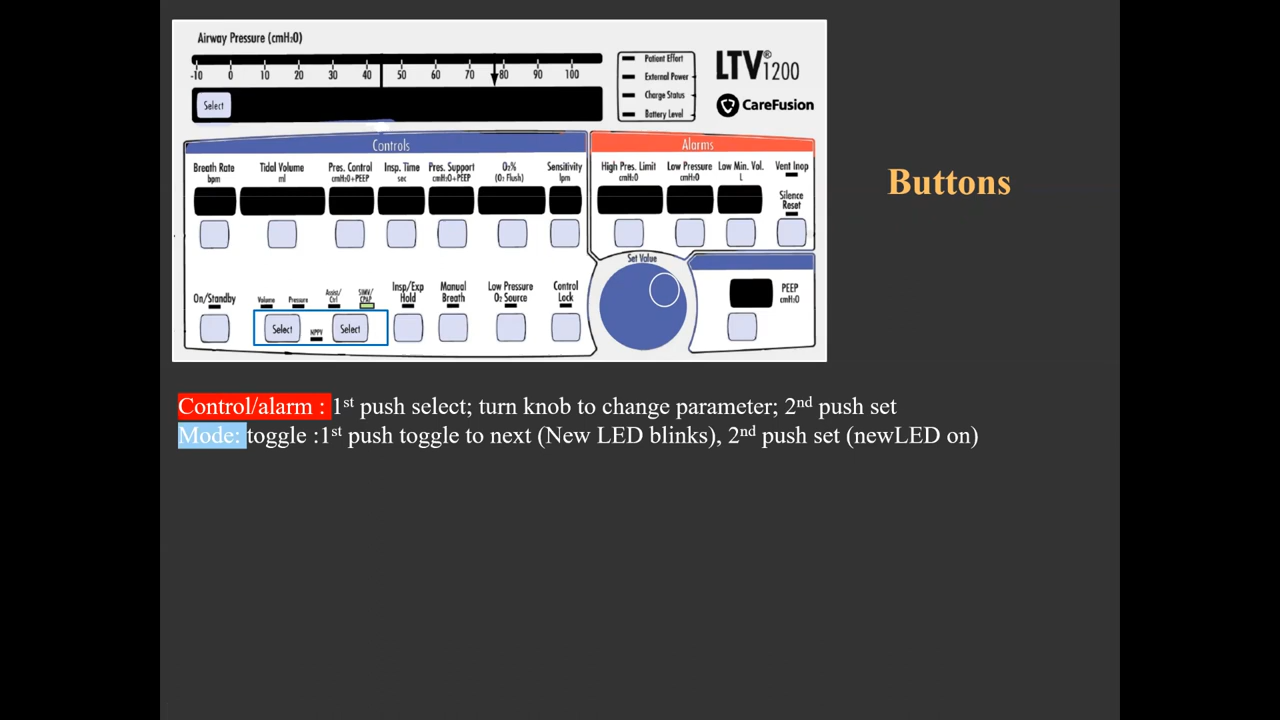 Airway Pressure (cmH₂O)
-10 0 10 20 30 40 50 60 70 80 90 100
Select
Patient Effort
External Power
Charge Status
Battery Level
LTV® 1200
CareFusion
Controls
Breath Rate
bpm
Tidal Volume
ml
Pres. Control
cmH₂O+PEEP
Insp. Time
sec
Pres. Support
cmH₂O+PEEP
O₂%
(O₂ Flush)
Sensitivity
lpm
Alarms
High Pres. Limit
cmH₂O
Low Pressure
cmH₂O
Low Min. Vol.
L
Vent Inop
Silence
Reset
Buttons
On/Standby
Volume
Pressure
Assist/
Ctrl
SIMV/
CPAP
Select
NPPV
Select
Insp/Exp
Hold
Manual
Breath
Low Pressure
O₂ Source
Control
Lock
Set Value
PEEP
cmH₂O
Control/alarm : 1st push select; turn knob to change parameter; 2nd push set
Mode: toggle :1st push toggle to next (New LED blinks), 2nd push set (newLED on)